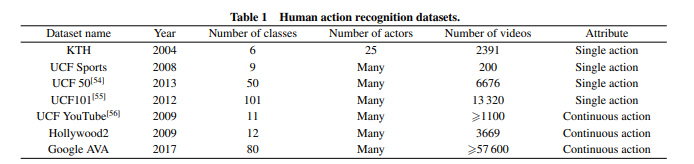 Table 1 Human action recognition datasets.
Dataset name Year Number of classes Number of actors Number of videos Attribute
KTH 2004 6 25 2391 Single action
UCF Sports 2008 9 Many 200 Single action
UCF 50[54] 2013 50 Many 6676 Single action
UCF101[55] 2012 101 Many 13 320 Single action
UCF YouTube[56] 2009 11 Many ⩾1100 Continuous action
Hollywood2 2009 12 Many 3669 Continuous action
Google AVA 2017 80 Many ⩾57 600 Continuous action